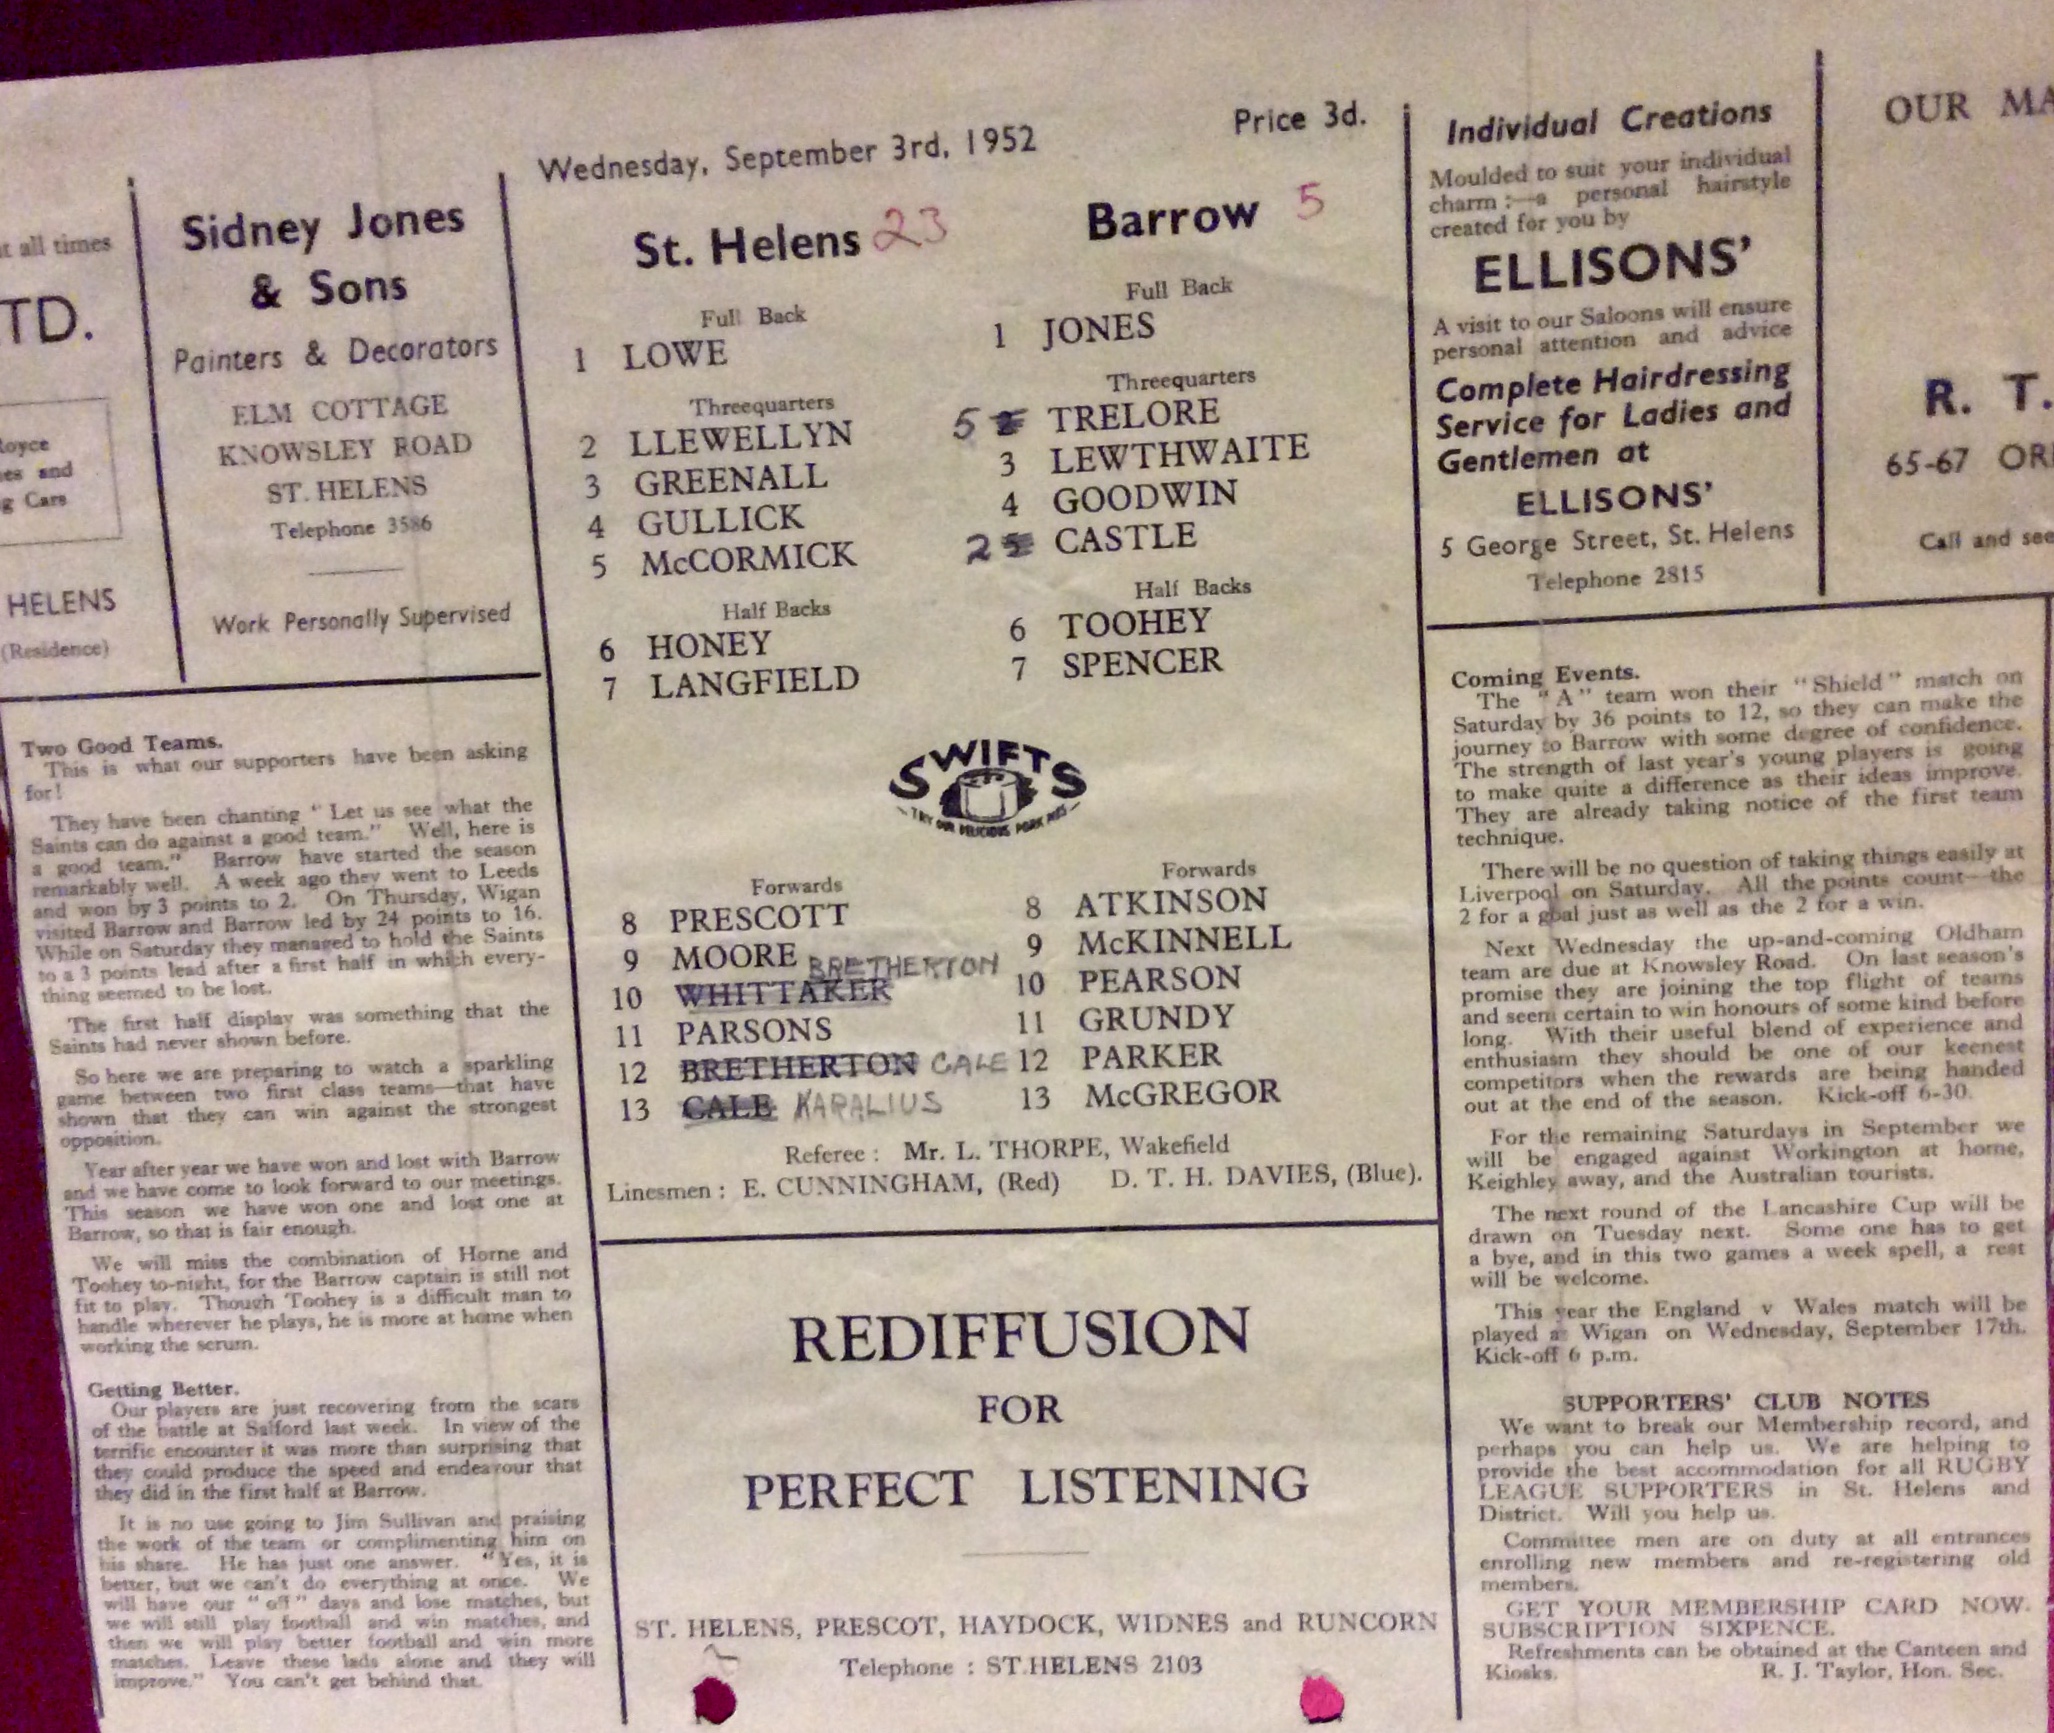 t all times
TD.
Royce
es and
g Cars
HELENS
(Residence)
Sidney Jones
& Sons
Painters & Decorators
ELM COTTAGE
KNOWSLEY ROAD
ST. HELENS
Telephone 3586
Work Personally Supervised
Two Good Teams.
This is what our supporters have been asking
for!
They have been chanting "Let us see what the
Saints can do against a good team." Well, here is
a good team." Barrow have started the season
remarkably well. A week ago they went to Leeds
and won by 3 points to 2. On Thursday, Wigan
visited Barrow and Barrow led by 24 points to 16.
While on Saturday they managed to hold the Saints
to a 3 points lead after a first half in which every-
thing seemed to be lost.
The first half display was something that the
Saints had never shown before.
So here we are preparing to watch a sparkling
game between two first class teams—that have
shown that they can win against the strongest
opposition.
Year after year we have won and lost with Barrow
and we have come to look forward to our meetings.
This season we have won one and lost one at
Barrow, so that is fair enough.
We will miss the combination of Horne and
Toohey to-night, for the Barrow captain is still not
fit to play. Though Toohey is a difficult man to
handle wherever he plays, he is more at home when
working the scrum.
Getting Better.
Our players are just recovering from the scars
of the battle at Salford last week. In view of the
terrific encounter it was more than surprising that
they could produce the speed and endeavour that
they did in the first half at Barrow.
It is no use going to Jim Sullivan and praising
the work of the team or complimenting him on
his share. He has just one answer. "Yes, it is
better, but we can't do everything at once. We
will have our "off" days and lose matches, but
we will still play football and win matches, and
then we will play better football and win more
matches. Leave these lads alone and they will
improve." You can't get behind that.
Wednesday, September 3rd, 1952
Price 3d.
St. Helens 23
Full Back
1 LOWE
Threequarters
2 LLEWELLYN
3 GREENALL
4 GULLICK
5 McCORMICK
Half Backs
6 HONEY
7 LANGFIELD
Barrow 5
Full Back
1 JONES
Threequarters
5 TRELORE
3 LEWTHWAITE
4 GOODWIN
2 CASTLE
Half Backs
6 TOOHEY
7 SPENCER
SWIFTS
TRY OUR DELICIOUS PORK PIES
Forwards
8 PRESCOTT
9 MOORE
10 WHITTAKER BRETHERTON
11 PARSONS
12 BRETHERTON CALE
13 CALE KARALIUS
Forwards
8 ATKINSON
9 McKINNELL
10 PEARSON
11 GRUNDY
12 PARKER
13 McGREGOR
Referee : Mr. L. THORPE, Wakefield
Linesmen : E. CUNNINGHAM, (Red) D. T. H. DAVIES, (Blue).
REDIFFUSION
FOR
PERFECT LISTENING
ST. HELENS, PRESCOT, HAYDOCK, WIDNES and RUNCORN
Telephone : ST.HELENS 2103
Individual Creations
Moulded to suit your individual
charm :—a personal hairstyle
created for you by
ELLISONS'
A visit to our Saloons will ensure
personal attention and advice
Complete Hairdressing
Service for Ladies and
Gentlemen at
ELLISONS'
5 George Street, St. Helens
Telephone 2815
OUR MA
R. T.
65-67 OR
Call and see
Coming Events.
The "A" team won their "Shield" match on
Saturday by 36 points to 12, so they can make the
journey to Barrow with some degree of confidence.
The strength of last year's young players is going
to make quite a difference as their ideas improve.
They are already taking notice of the first team
technique.
There will be no question of taking things easily at
Liverpool on Saturday. All the points count—the
2 for a goal just as well as the 2 for a win.
Next Wednesday the up-and-coming Oldham
team are due at Knowsley Road. On last season's
promise they are joining the top flight of teams
and seem certain to win honours of some kind before
long. With their useful blend of experience and
enthusiasm they should be one of our keenest
competitors when the rewards are being handed
out at the end of the season. Kick-off 6-30.
For the remaining Saturdays in September we
will be engaged against Workington at home,
Keighley away, and the Australian tourists.
The next round of the Lancashire Cup will be
drawn on Tuesday next. Some one has to get
a bye, and in this two games a week spell, a rest
will be welcome.
This year the England v Wales match will be
played at Wigan on Wednesday, September 17th.
Kick-off 6 p.m.
SUPPORTERS' CLUB NOTES
We want to break our Membership record, and
perhaps you can help us. We are helping to
provide the best accommodation for all RUGBY
LEAGUE SUPPORTERS in St. Helens and
District. Will you help us.
Committee men are on duty at all entrances
enrolling new members and re-registering old
members.
GET YOUR MEMBERSHIP CARD NOW.
SUBSCRIPTION SIXPENCE.
Refreshments can be obtained at the Canteen and
Kiosks. R. J. Taylor, Hon. Sec.